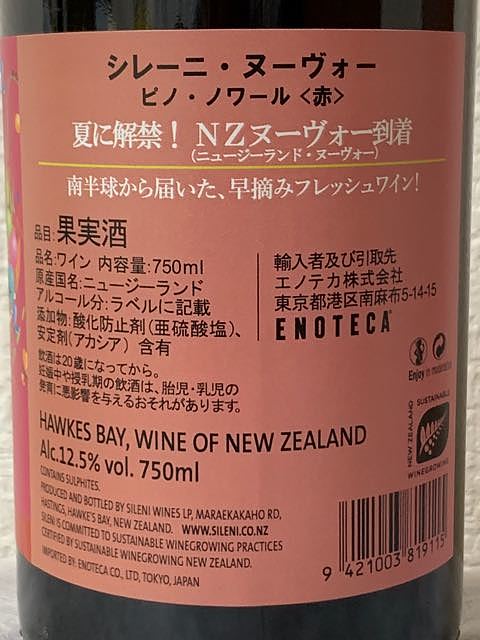 シレーニ・ヌーヴォー
ピノ・ノワール〈赤〉
夏に解禁！ NZヌーヴォー到着
（ニュージーランド・ヌーヴォー）
南半球から届いた、早摘みフレッシュワイン！
品目：果実酒
品名：ワイン 内容量：750ml
原産国名：ニュージーランド
アルコール分：ラベルに記載
添加物：酸化防止剤（亜硫酸塩）、
安定剤（アカシア） 含有
飲酒は20歳になってから。
妊娠中や授乳期の飲酒は、胎児・乳児の
発育に悪影響を与えるおそれがあります。
輸入者及び引取先
エノテカ株式会社
東京都港区南麻布5-14-15
ENOTECA
Enjoy in moderation
HAWKES BAY, WINE OF NEW ZEALAND
Alc.12.5% vol. 750ml
CONTAINS SULPHITES.
PRODUCED AND BOTTLED BY SILENI WINES LP, MARAEKAKAHO RD,
HASTINGS, HAWKE'S BAY, NEW ZEALAND. WWW.SILENI.CO.NZ
SILENI IS COMMITTED TO SUSTAINABLE WINEGROWING PRACTICES
CERTIFIED BY SUSTAINABLE WINEGROWING NEW ZEALAND.
IMPORTED BY: ENOTECA CO., LTD, TOKYO, JAPAN
NEW ZEALAND SUSTAINABLE WINEGROWING
9 421003 819115